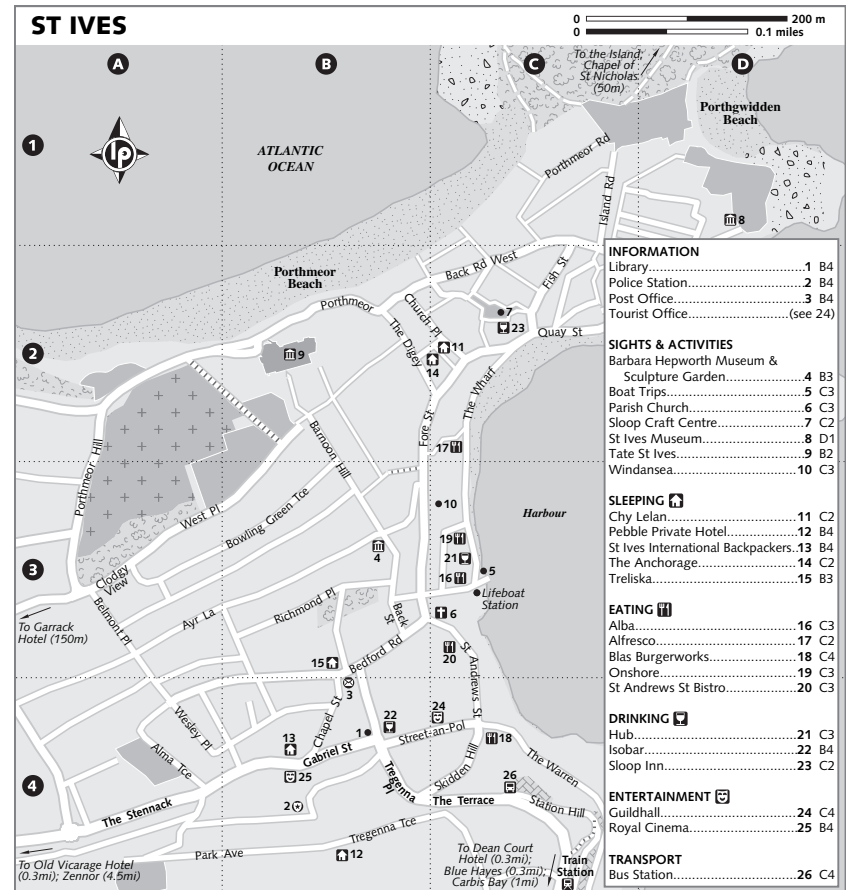 ST IVES
0 200 m
0 0.1 miles
A
B
C
D
1
2
3
4
To the Island;
Chapel of
St Nicholas
(50m)
Porthgwidden
Beach
lp
ATLANTIC
OCEAN
Porthmeor Rd
Island Rd
8
Back Rd West
Fish St
Porthmeor
Beach
Porthmeor
Church Pl
The Digey
7
23
Quay St
11
14
9
The Wharf
Fore St
17
Porthmeor Hill
Barnoon Hill
10
Harbour
West Pl
Bowling Green Tce
4
19
21
5
16
Lifeboat
Station
Clodgy
View
To Garrack
Hotel (150m)
Belmont Pl
Ayr La
Richmond Pl
Back
St
6
Bedford Rd
15
20
St Andrews St
3
Wesley Pl
Chapel St
24
22
1
13
Gabriel St
Street-an-Pol
18
Alma Tce
25
Skidden Hill
The Warren
26
Tregenna
Pl
The Stennack
2
The Terrace
Station Hill
Tregenna Tce
Park Ave
12
To Old Vicarage Hotel
(0.3mi); Zennor (4.5mi)
To Dean Court
Hotel (0.3mi);
Blue Hayes (0.3mi);
Carbis Bay (1mi)
Train
Station
INFORMATION
Library 1 B4
Police Station 2 B4
Post Office 3 B4
Tourist Office (see 24)
SIGHTS & ACTIVITIES
Barbara Hepworth Museum &
Sculpture Garden 4 B3
Boat Trips 5 C3
Parish Church 6 C3
Sloop Craft Centre 7 C2
St Ives Museum 8 D1
Tate St Ives 9 B2
Windansea 10 C3
SLEEPING
Chy Lelan 11 C2
Pebble Private Hotel 12 B4
St Ives International Backpackers..13 B4
The Anchorage 14 C2
Treliska 15 B3
EATING
Alba 16 C3
Alfresco 17 C2
Blas Burgerworks 18 C4
Onshore 19 C3
St Andrews St Bistro 20 C3
DRINKING
Hub 21 C3
Isobar 22 B4
Sloop Inn 23 C2
ENTERTAINMENT
Guildhall 24 C4
Royal Cinema 25 B4
TRANSPORT
Bus Station 26 C4